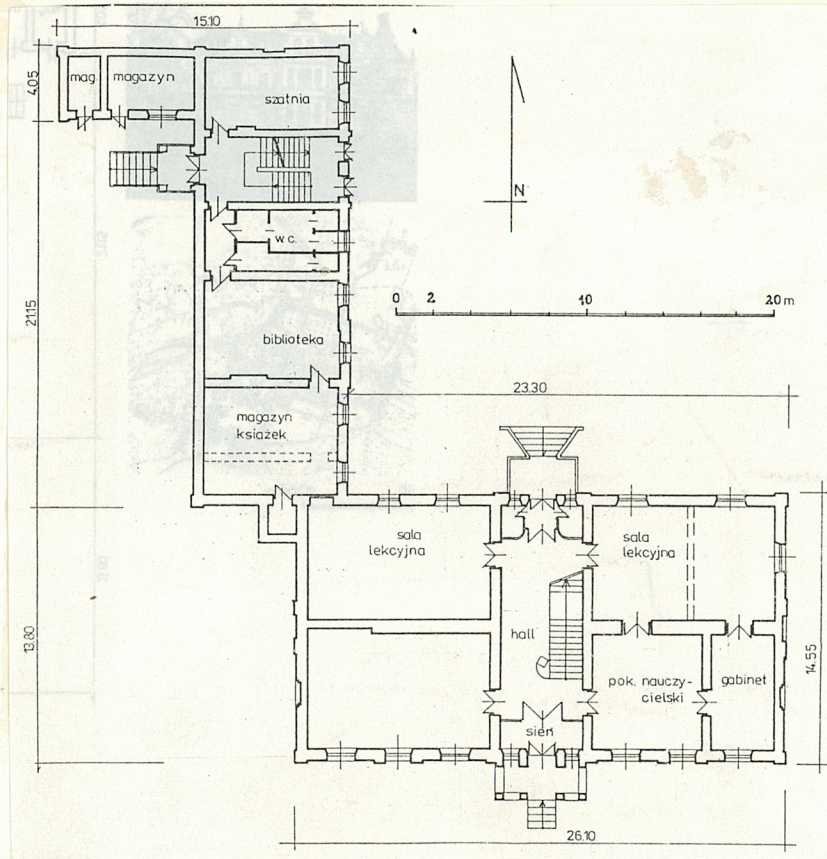 15.10
4.05
mag.
magazyn
szatnia
N
w.c.
0 2 10 20 m
21.15
biblioteka
23.30
magazyn
książek
sala
lekcyjna
sala
lekcyjna
hall
13.80
14.55
pok. nauczy-
cielski
gabinet
sień
26.10